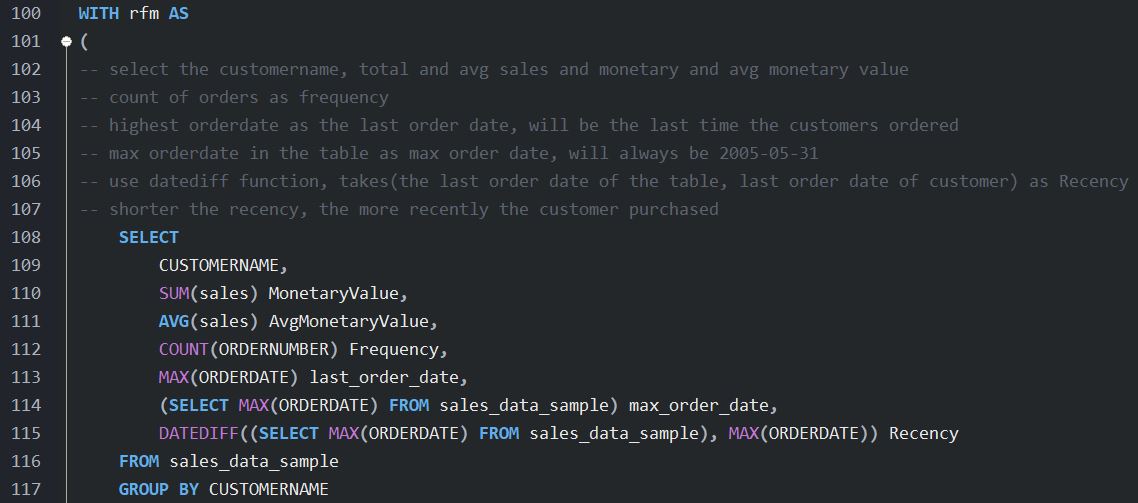 100 WITH rfm AS
101 (
102 -- select the customername, total and avg sales and monetary and avg monetary value
103 -- count of orders as frequency
104 -- highest orderdate as the last order date, will be the last time the customers ordered
105 -- max orderdate in the table as max order date, will always be 2005-05-31
106 -- use datediff function, takes(the last order date of the table, last order date of customer) as Recency
107 -- shorter the recency, the more recently the customer purchased
108 SELECT
109 CUSTOMERNAME,
110 SUM(sales) MonetaryValue,
111 AVG(sales) AvgMonetaryValue,
112 COUNT(ORDERNUMBER) Frequency,
113 MAX(ORDERDATE) last_order_date,
114 (SELECT MAX(ORDERDATE) FROM sales_data_sample) max_order_date,
115 DATEDIFF((SELECT MAX(ORDERDATE) FROM sales_data_sample), MAX(ORDERDATE)) Recency
116 FROM sales_data_sample
117 GROUP BY CUSTOMERNAME